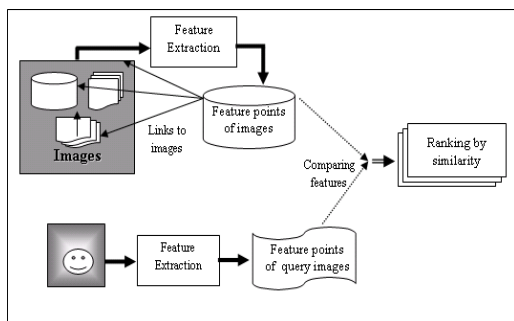 Feature
Extraction
Feature points
of images
Links to
images
Images
Comparing
features
Ranking by
similarity
Feature
Extraction
Feature points
of query images